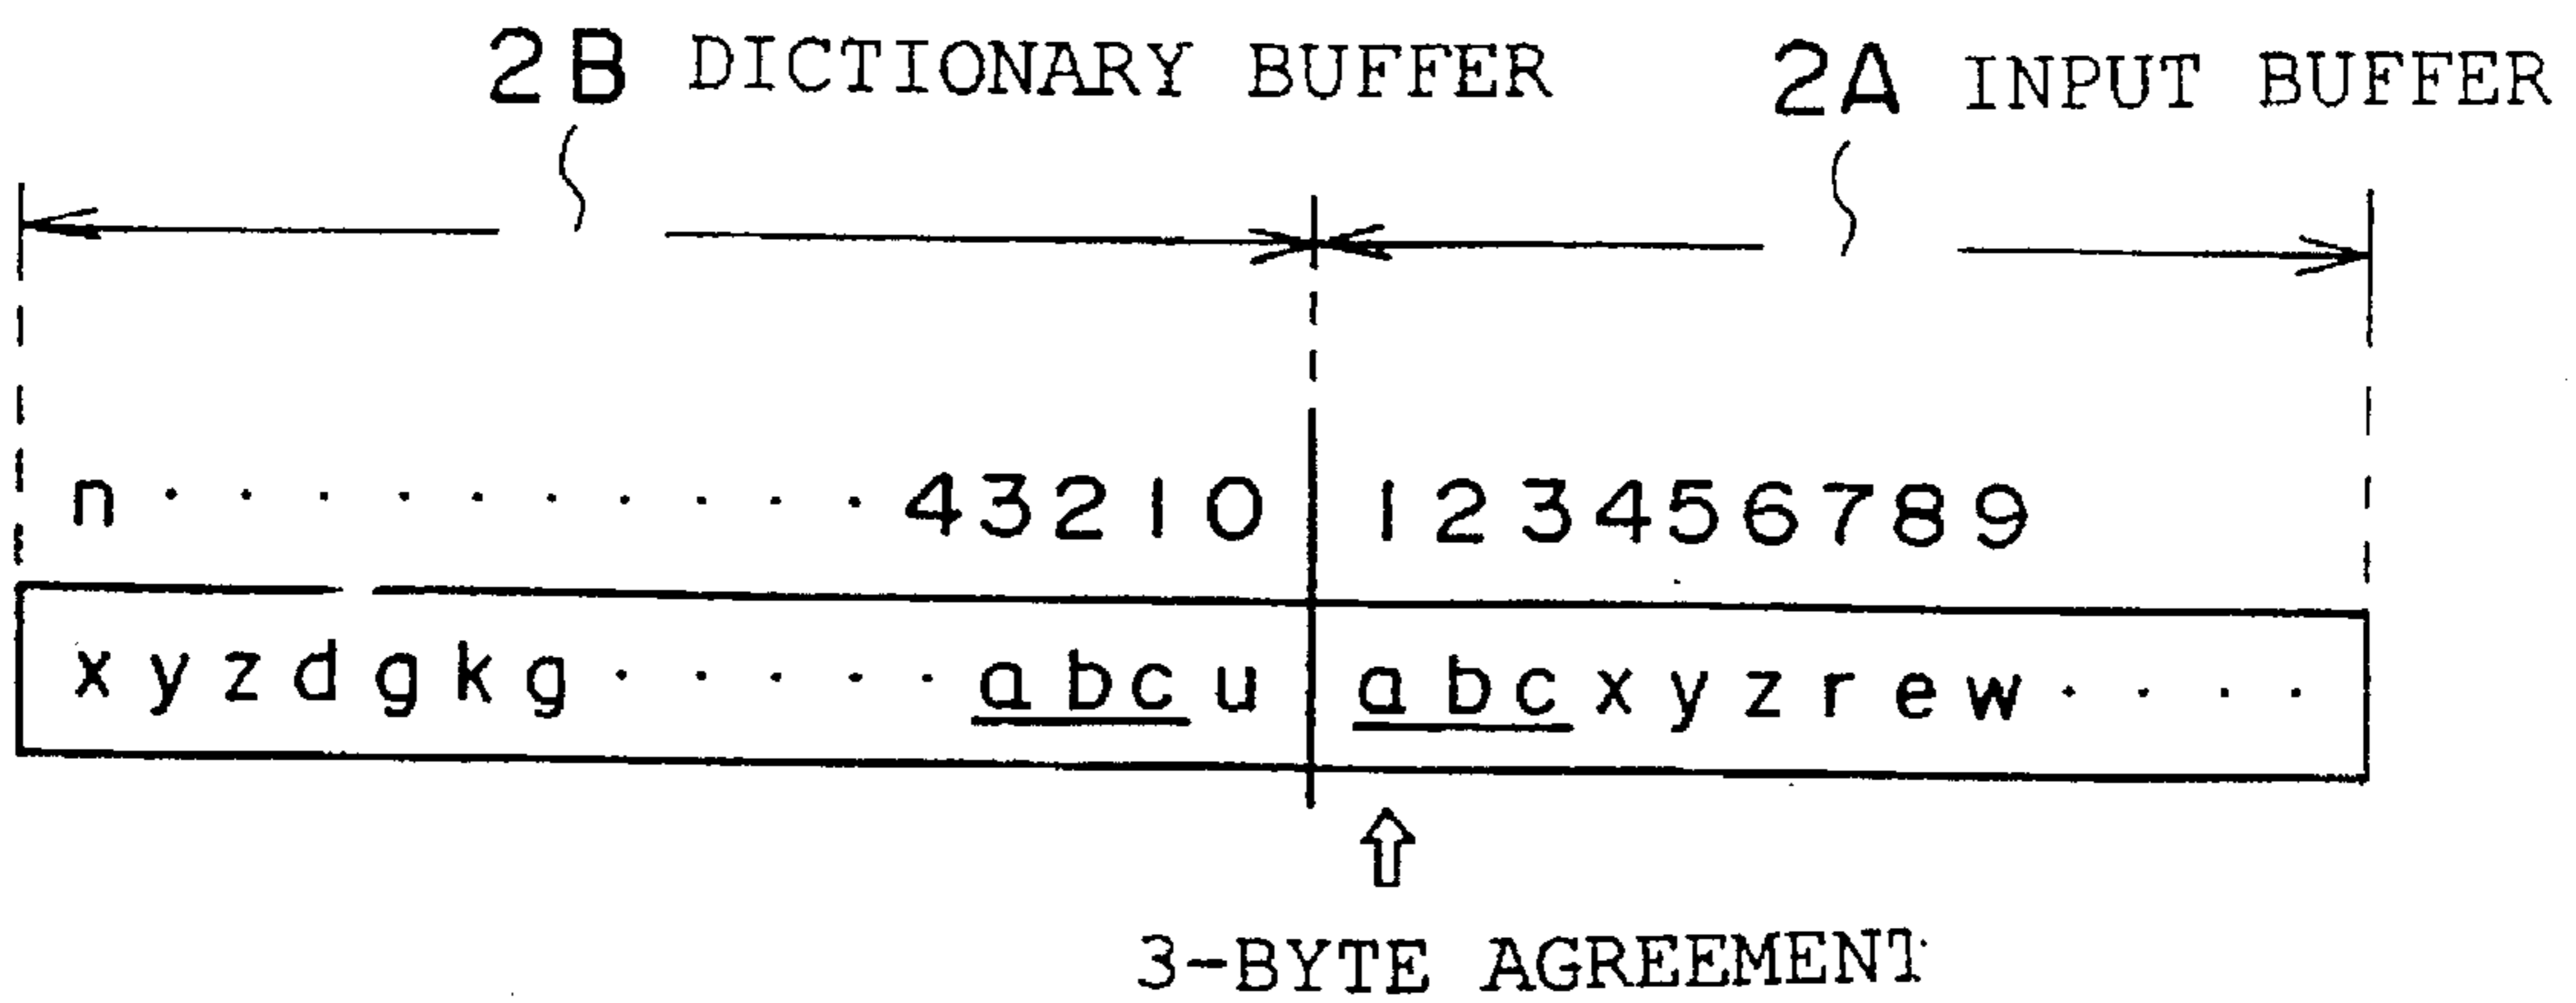 2B DICTIONARY BUFFER 2A INPUT BUFFER
n · · · · · · · · · · 4 3 2 1 0 1 2 3 4 5 6 7 8 9
x y z d g k g · · · · · a b c u a b c x y z r e w · · · ·
3-BYTE AGREEMENT